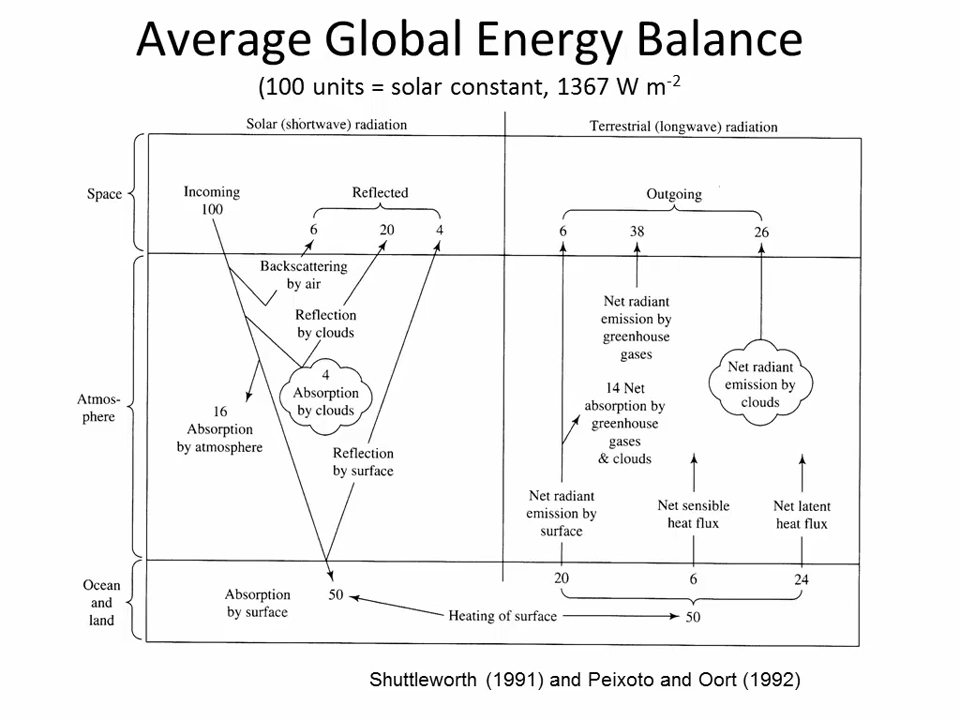 Average Global Energy Balance
(100 units = solar constant, 1367 W m-2
Solar (shortwave) radiation
Terrestrial (longwave) radiation
Space
Incoming
100
Reflected
6
20
4
Outgoing
6
38
26
Atmos-
phere
Backscattering
by air
Reflection
by clouds
4
Absorption
by clouds
16
Absorption
by atmosphere
Reflection
by surface
Net radiant
emission by
greenhouse
gases
Net radiant
emission by
clouds
14 Net
absorption by
greenhouse
gases
& clouds
Net radiant
emission by
surface
Net sensible
heat flux
Net latent
heat flux
Ocean
and
land
Absorption
by surface
50
Heating of surface
20
6
24
50
Shuttleworth (1991) and Peixoto and Oort (1992)